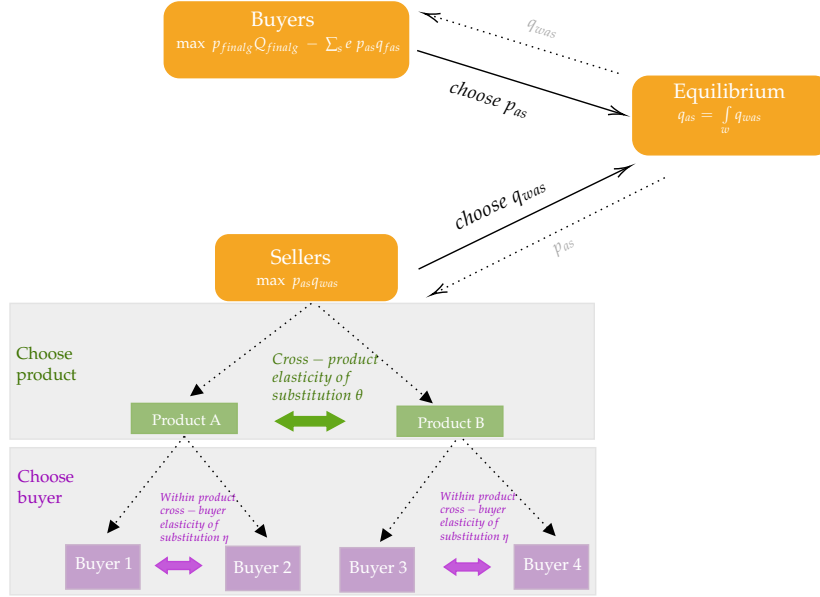 Buyers
max p_{finalg}Q_{finalg} − ∑_s e p_{as}q_{fas}
q_{was}
choose p_{as}
Equilibrium
q_{as} = ∫_w q_{was}
choose q_{was}
p_{as}
Sellers
max p_{as}q_{was}
Choose
product
Cross − product
elasticity of
substitution θ
Product A
Product B
Choose
buyer
Within product
cross − buyer
elasticity of
substitution η
Within product
cross − buyer
elasticity of
substitution η
Buyer 1
Buyer 2
Buyer 3
Buyer 4